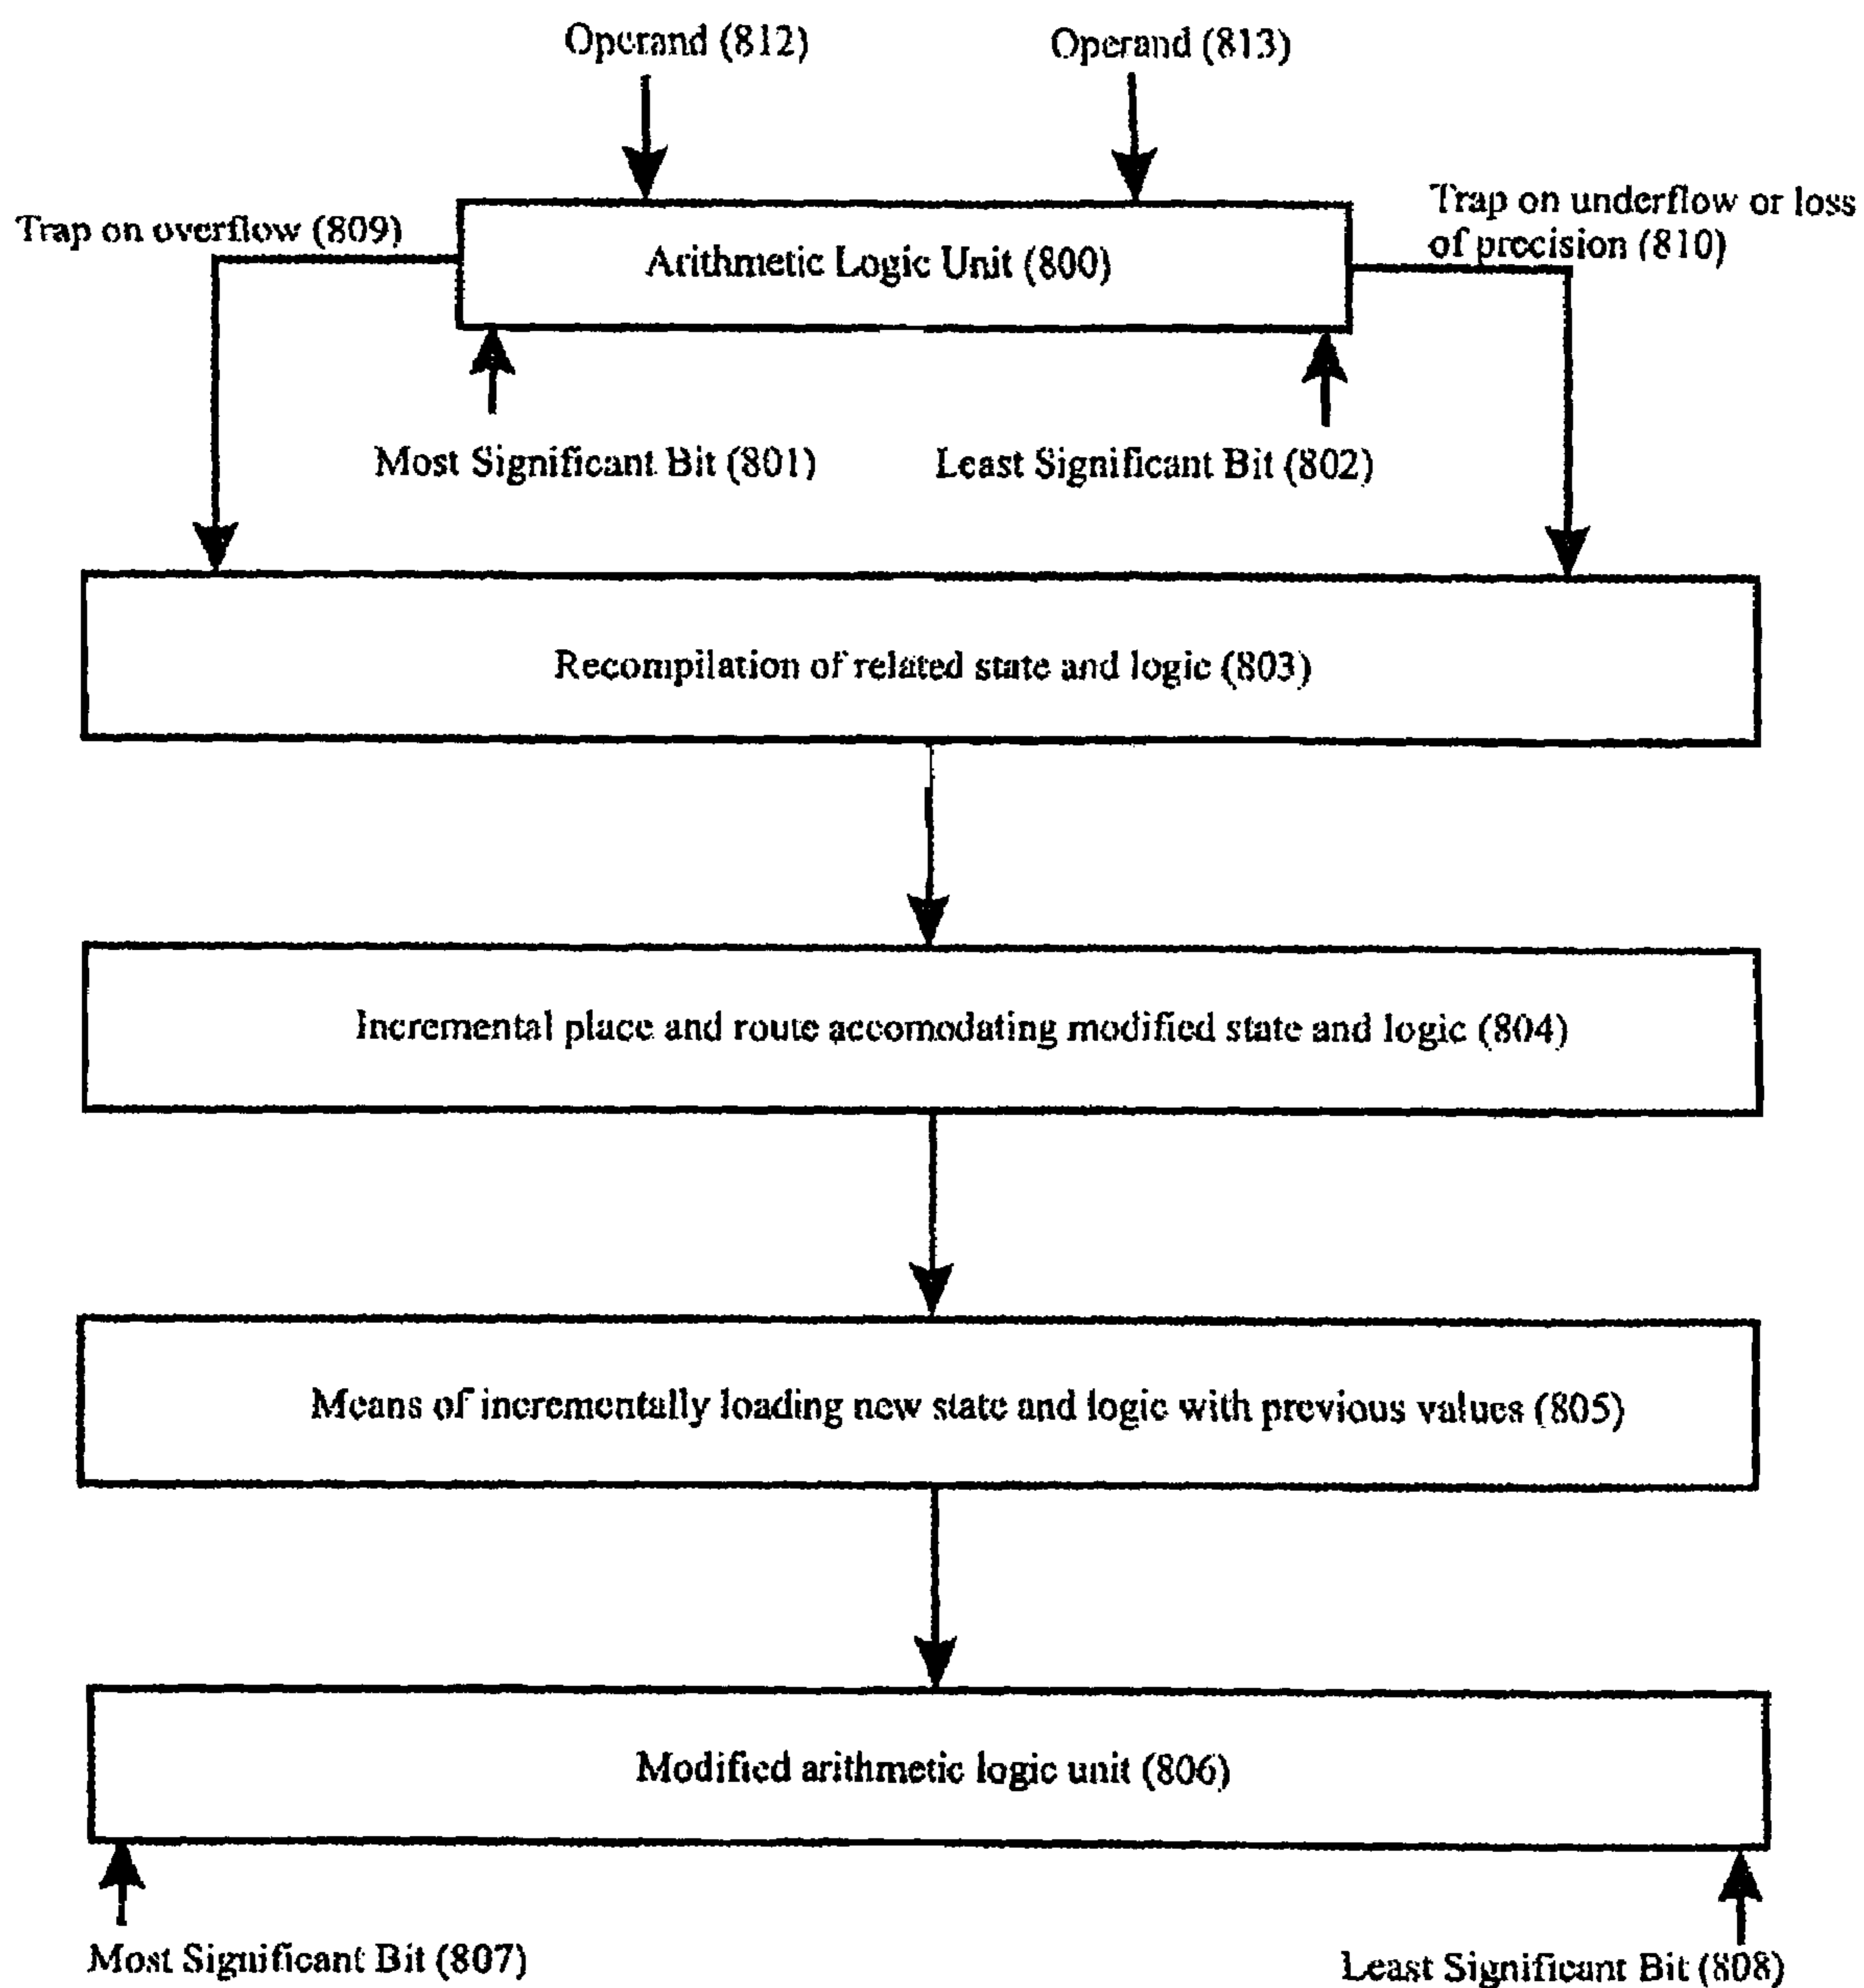 Operand (812)
Operand (813)
Trap on overflow (809)
Arithmetic Logic Unit (800)
Trap on underflow or loss
of precision (810)
Most Significant Bit (801)
Least Significant Bit (802)
Recompilation of related state and logic (803)
Incremental place and route accomodating modified state and logic (804)
Means of incrementally loading new state and logic with previous values (805)
Modified arithmetic logic unit (806)
Most Significant Bit (807)
Least Significant Bit (808)